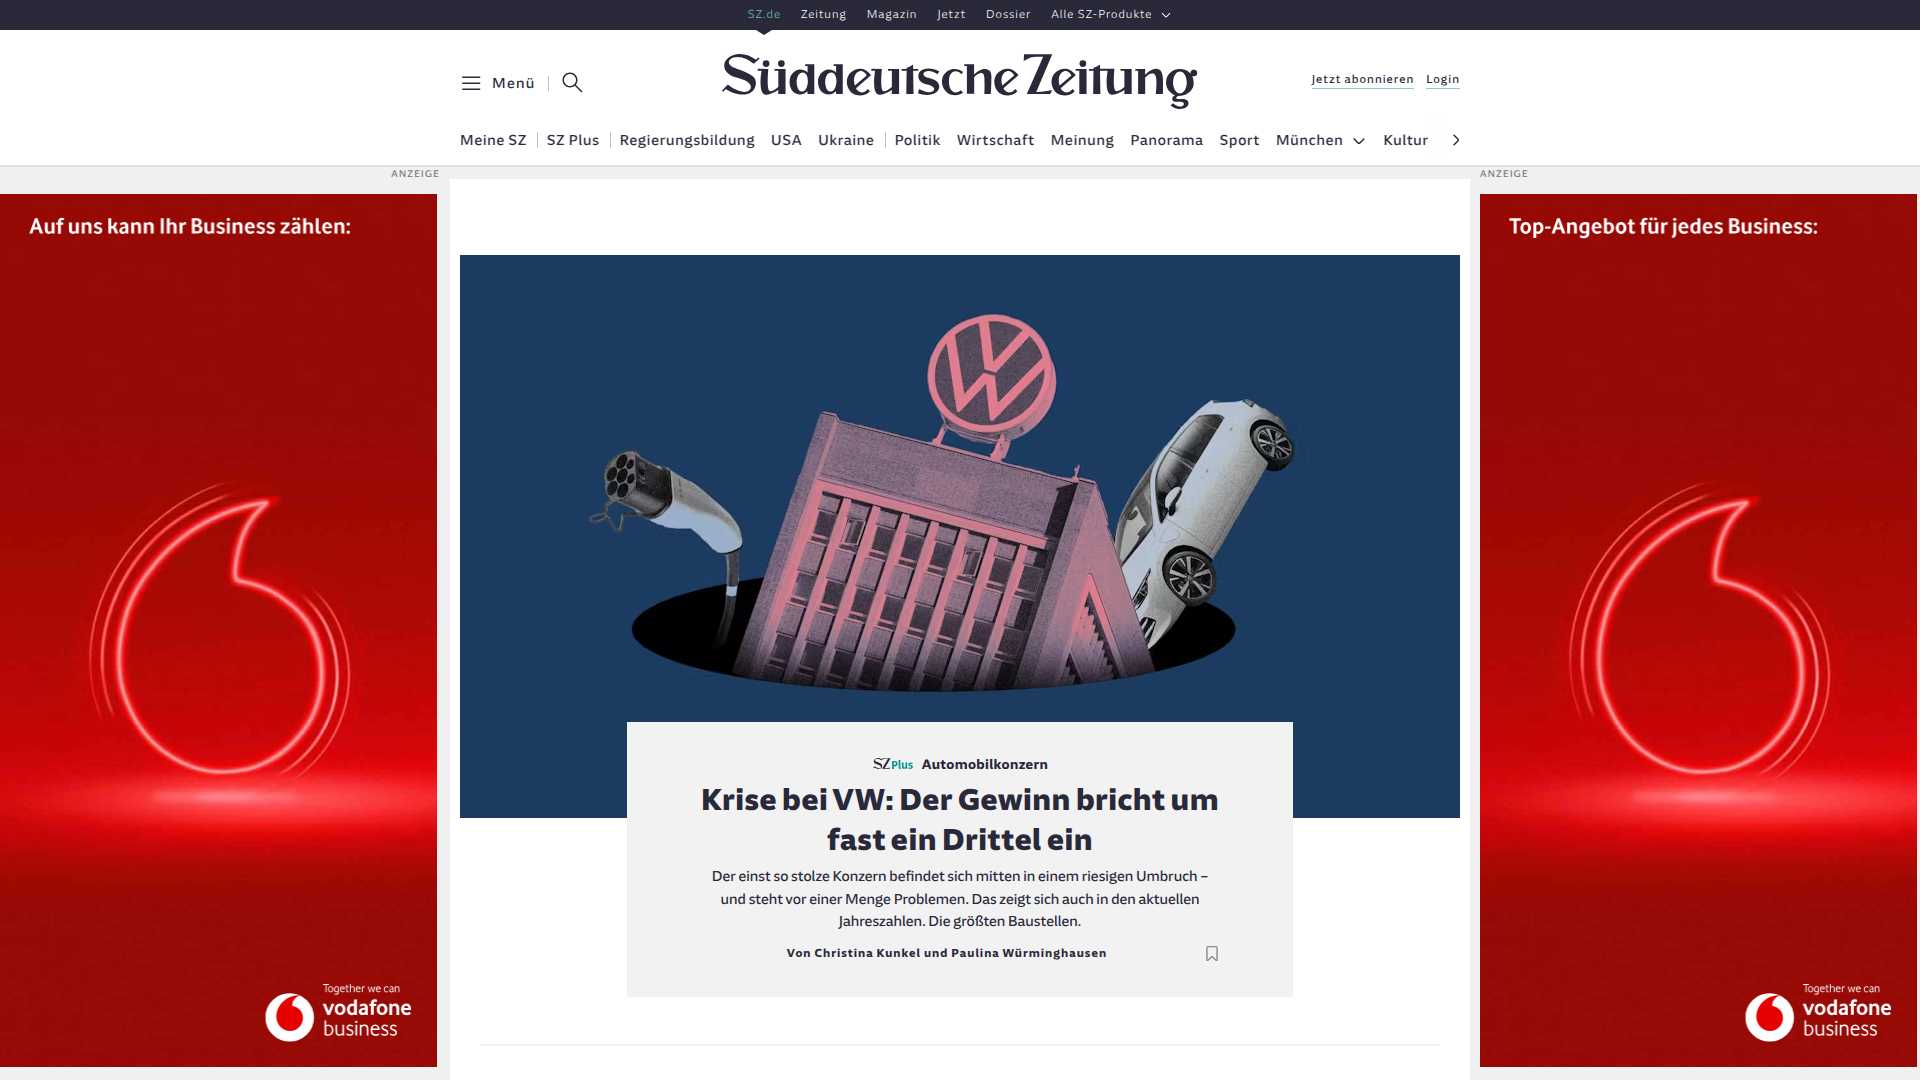 SZ.de Zeitung Magazin Jetzt Dossier Alle SZ-Produkte
Menü
Süddeutsche Zeitung
Jetzt abonnieren Login
Meine SZ SZ Plus Regierungsbildung USA Ukraine Politik Wirtschaft Meinung Panorama Sport München Kultur
ANZEIGE
Auf uns kann Ihr Business zählen:
Together we can
vodafone
business
VW
SZ Plus Automobilkonzern
Krise bei VW: Der Gewinn bricht um
fast ein Drittel ein
Der einst so stolze Konzern befindet sich mitten in einem riesigen Umbruch –
und steht vor einer Menge Problemen. Das zeigt sich auch in den aktuellen
Jahreszahlen. Die größten Baustellen.
Von Christina Kunkel und Paulina Würminghausen
ANZEIGE
Top-Angebot für jedes Business:
Together we can
vodafone
business